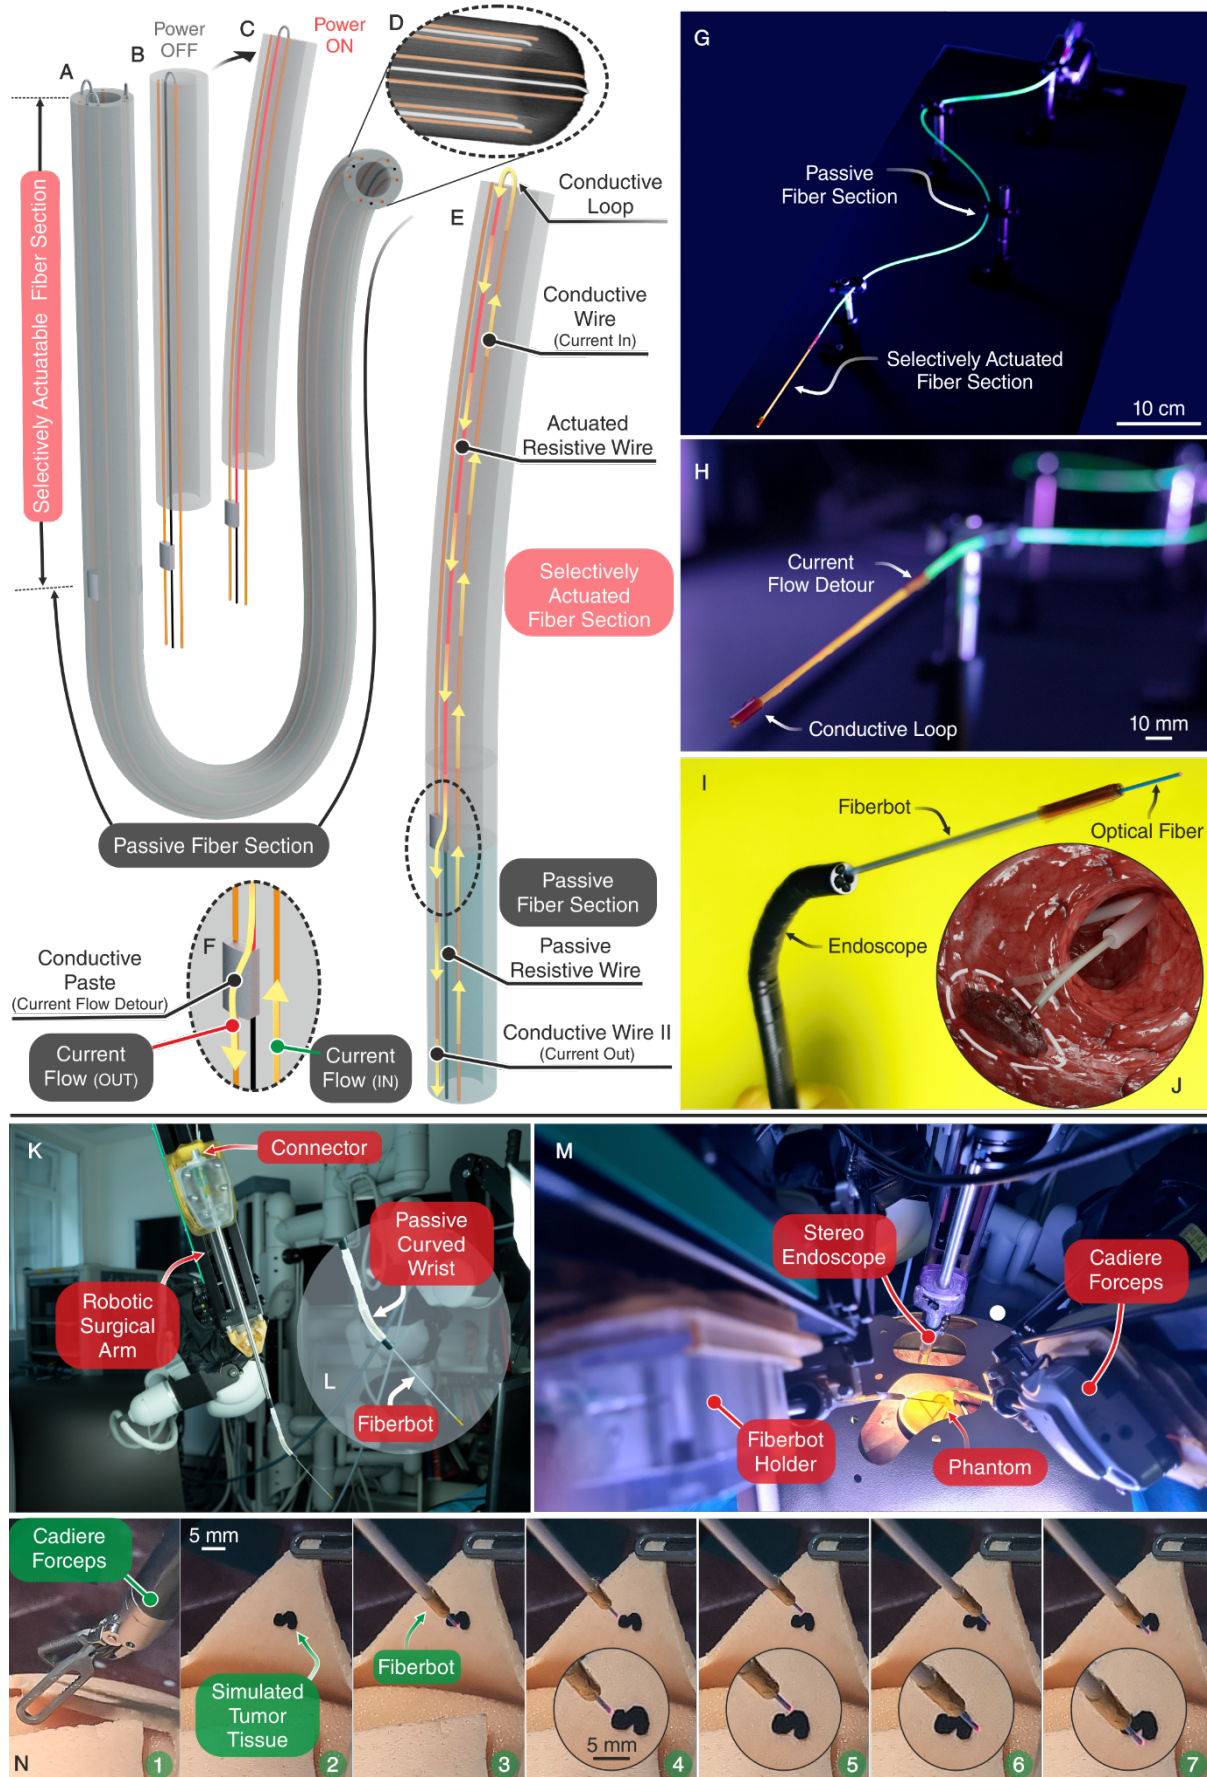 A
B
Power
OFF
C
Power
ON
D
Selectively Actuatable Fiber Section
E
Conductive
Loop
Conductive
Wire
(Current In)
Actuated
Resistive Wire
Selectively
Actuated
Fiber Section
Passive Fiber Section
Passive
Fiber Section
F
Conductive
Paste
(Current Flow Detour)
Passive
Resistive Wire
Current
Flow (OUT)
Current
Flow (IN)
Conductive Wire II
(Current Out)
G
Passive
Fiber Section
Selectively Actuated
Fiber Section
10 cm
H
Current
Flow Detour
Conductive Loop
10 mm
I
Fiberbot
Optical Fiber
Endoscope
J
K
Connector
Passive
Curved
Wrist
Robotic
Surgical
Arm
L
Fiberbot
M
Stereo
Endoscope
Cadiere
Forceps
Fiberbot
Holder
Phantom
Cadiere
Forceps
5 mm
Fiberbot
Simulated
Tumor
Tissue
5 mm
N
1
2
3
4
5
6
7